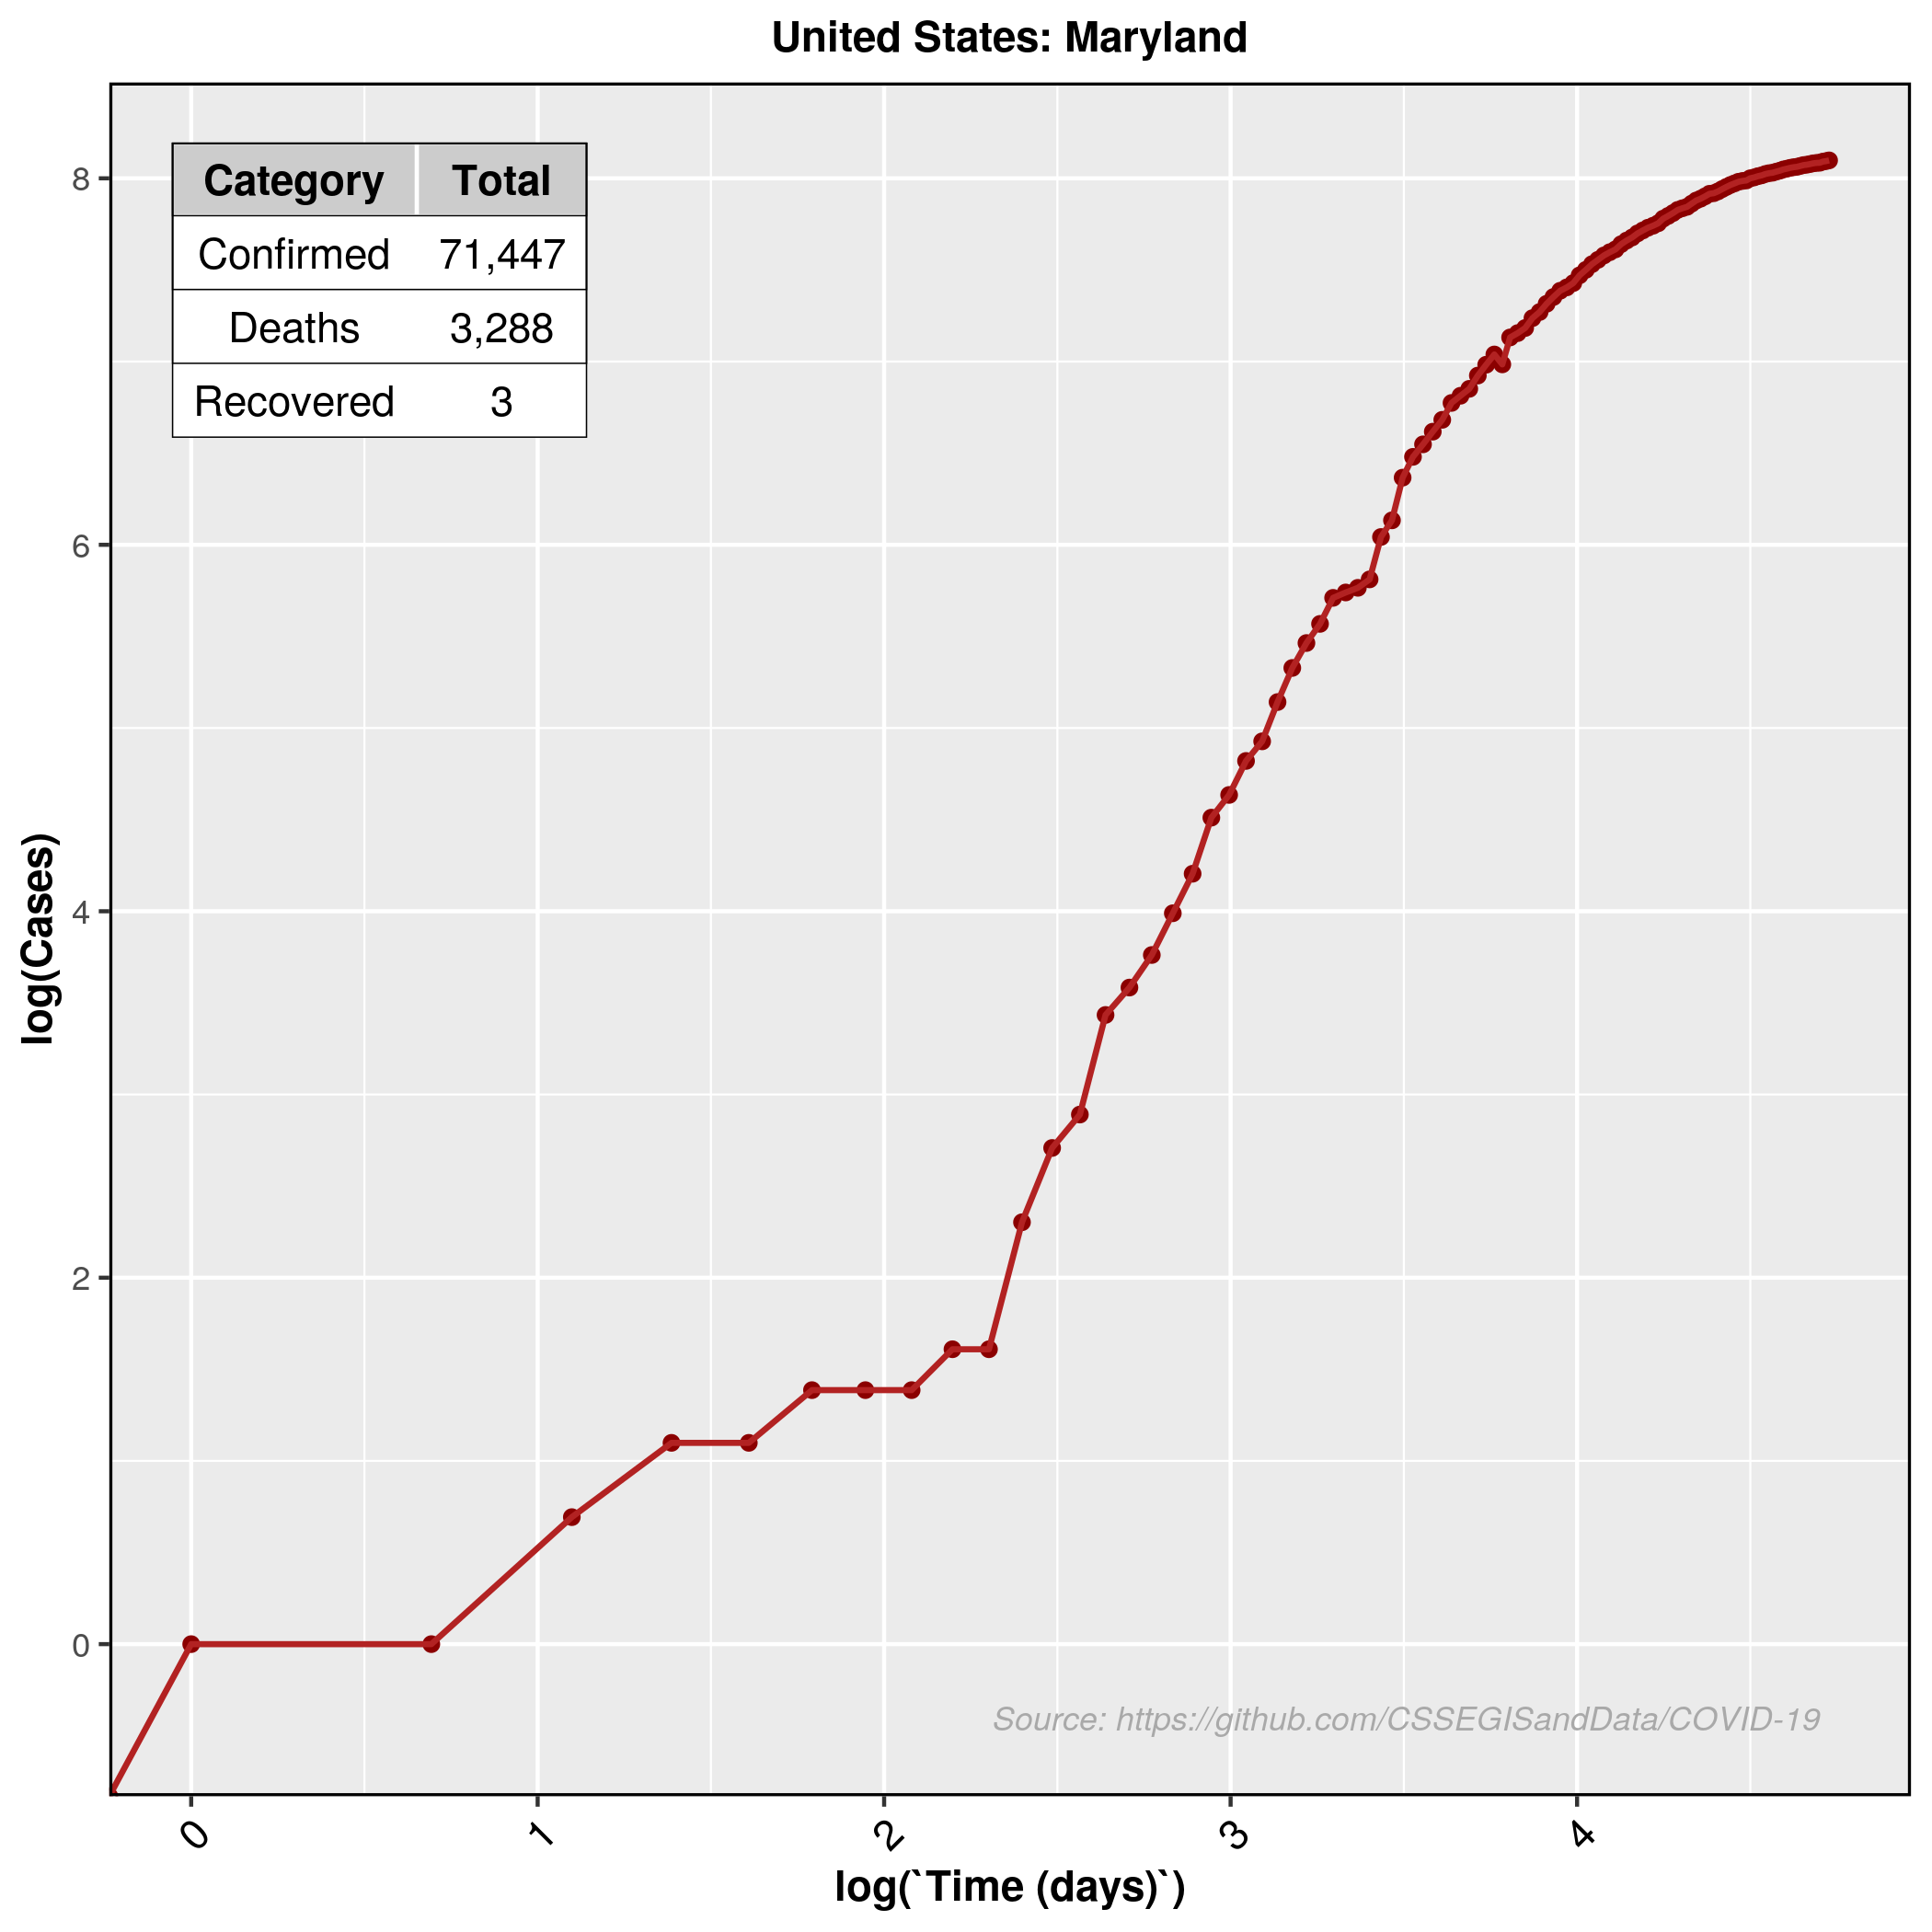 United States: Maryland
Category Total
Confirmed 71,447
Deaths 3,288
Recovered 3
8
6
4
2
0
log(Cases)
Source: https://github.com/CSSEGISandData/COVID-19
0 1 2 3 4
log(`Time (days)`)